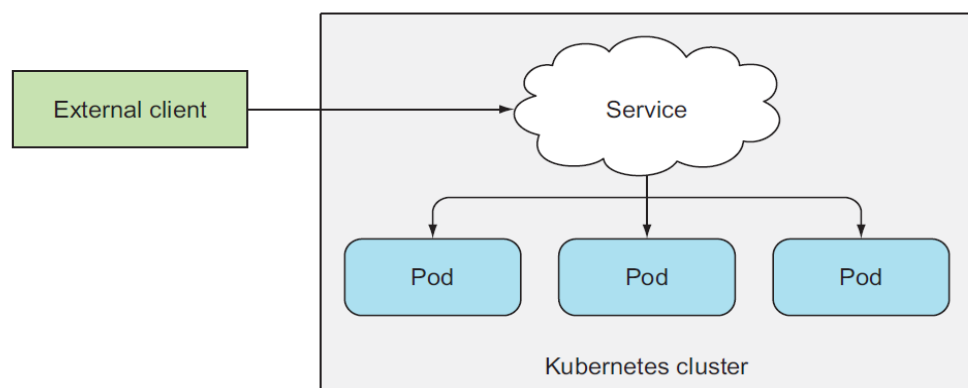 External client
Service
Pod
Pod
Pod
Kubernetes cluster